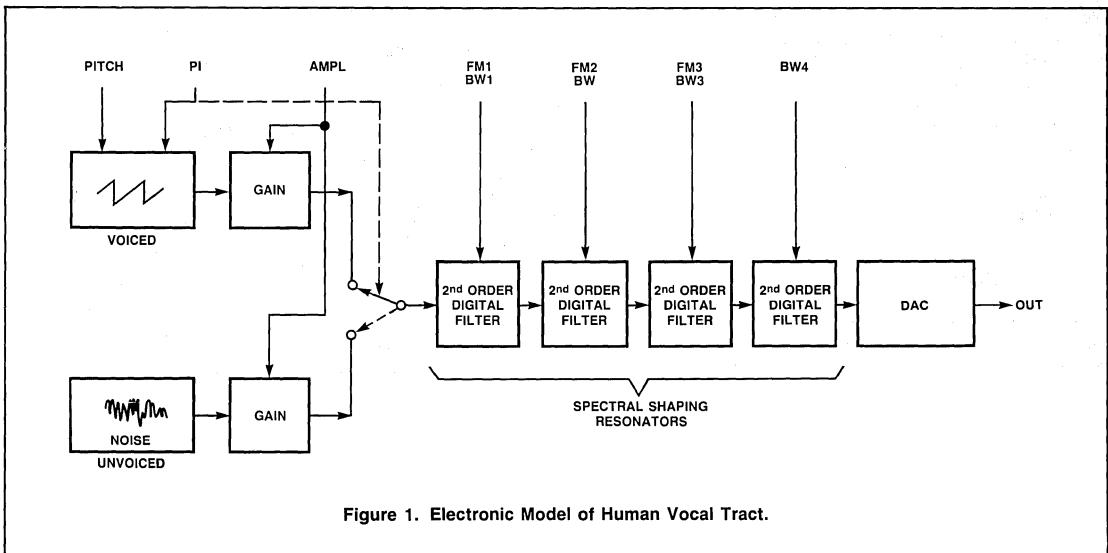 PITCH
PI
AMPL
FM1
BW1
FM2
BW
FM3
BW3
BW4
VOICED
GAIN
2nd ORDER
DIGITAL
FILTER
2nd ORDER
DIGITAL
FILTER
2nd ORDER
DIGITAL
FILTER
2nd ORDER
DIGITAL
FILTER
DAC
OUT
NOISE
UNVOICED
GAIN
SPECTRAL SHAPING
RESONATORS
Figure 1. Electronic Model of Human Vocal Tract.